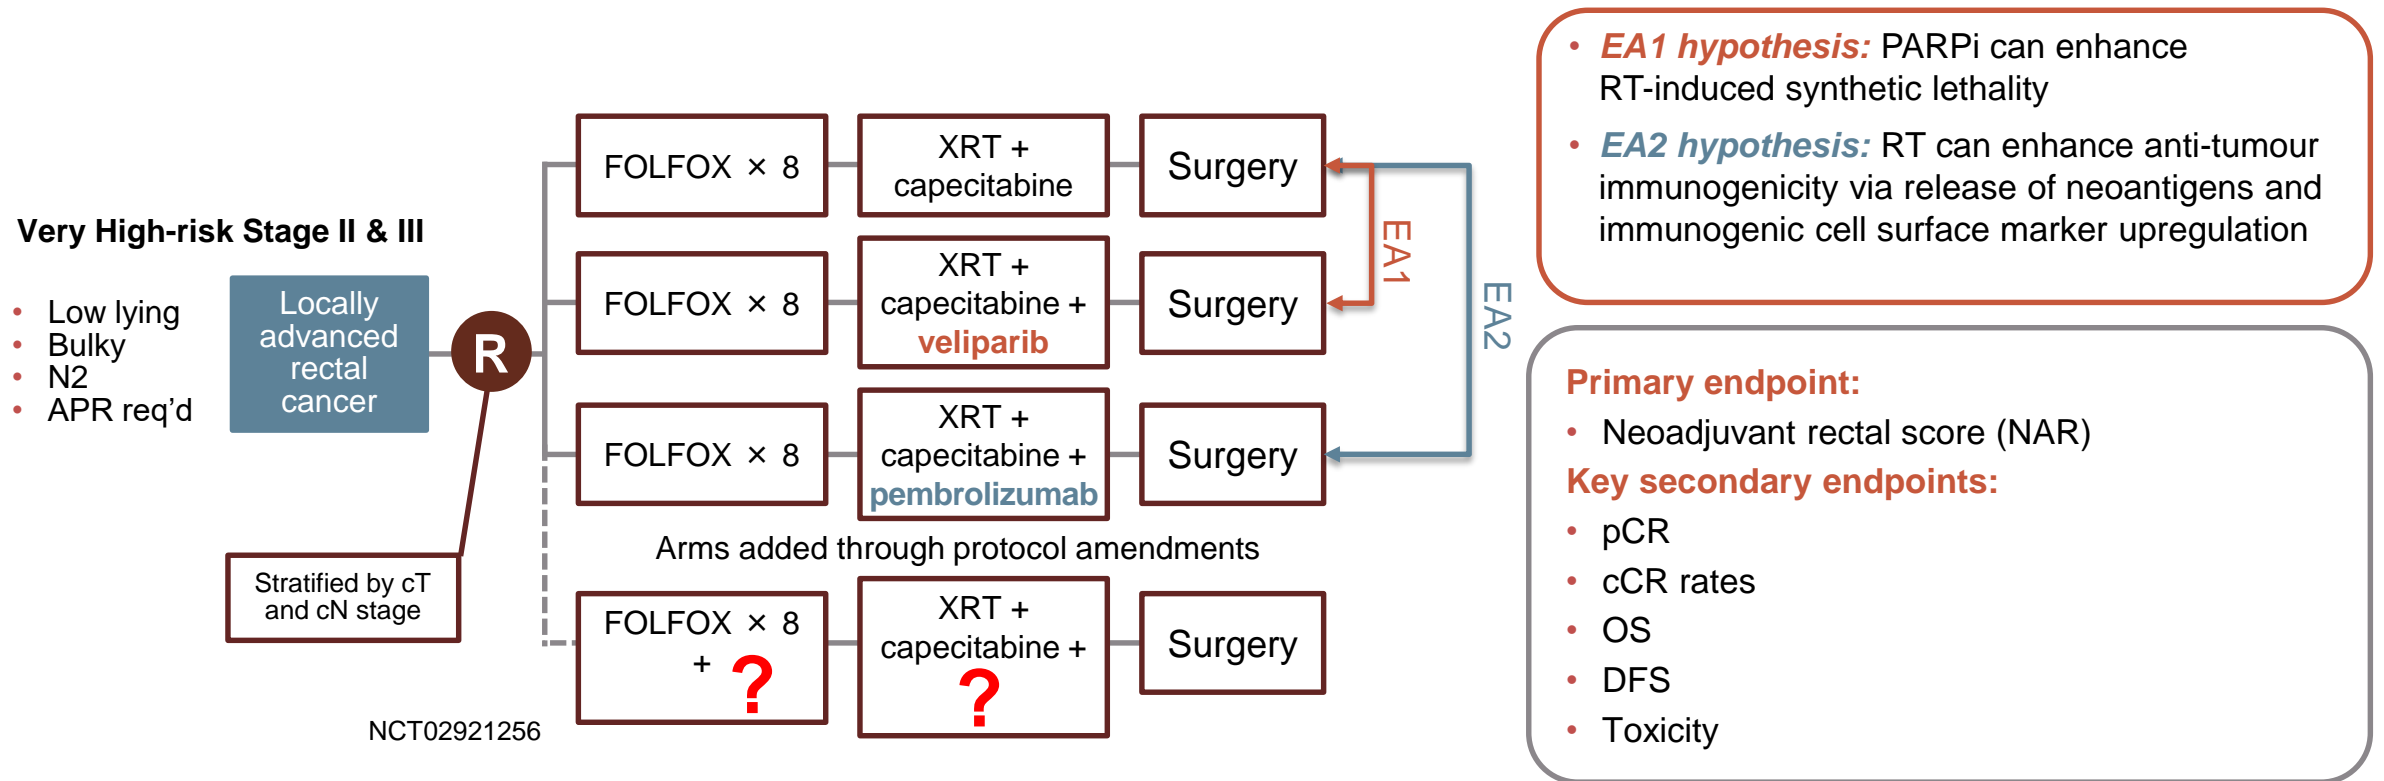 Very High-risk Stage II & III
• Low lying
• Bulky
• N2
• APR req’d
Locally
advanced
rectal
cancer
R
Stratified by cT
and cN stage
FOLFOX × 8
XRT +
capecitabine
Surgery
FOLFOX × 8
XRT +
capecitabine +
veliparib
Surgery
FOLFOX × 8
XRT +
capecitabine +
pembrolizumab
Surgery
EA1
EA2
Arms added through protocol amendments
FOLFOX × 8
+ ?
XRT +
capecitabine +
?
Surgery
NCT02921256
• EA1 hypothesis: PARPi can enhance
RT-induced synthetic lethality
• EA2 hypothesis: RT can enhance anti-tumour
immunogenicity via release of neoantigens and
immunogenic cell surface marker upregulation
Primary endpoint:
• Neoadjuvant rectal score (NAR)
Key secondary endpoints:
• pCR
• cCR rates
• OS
• DFS
• Toxicity